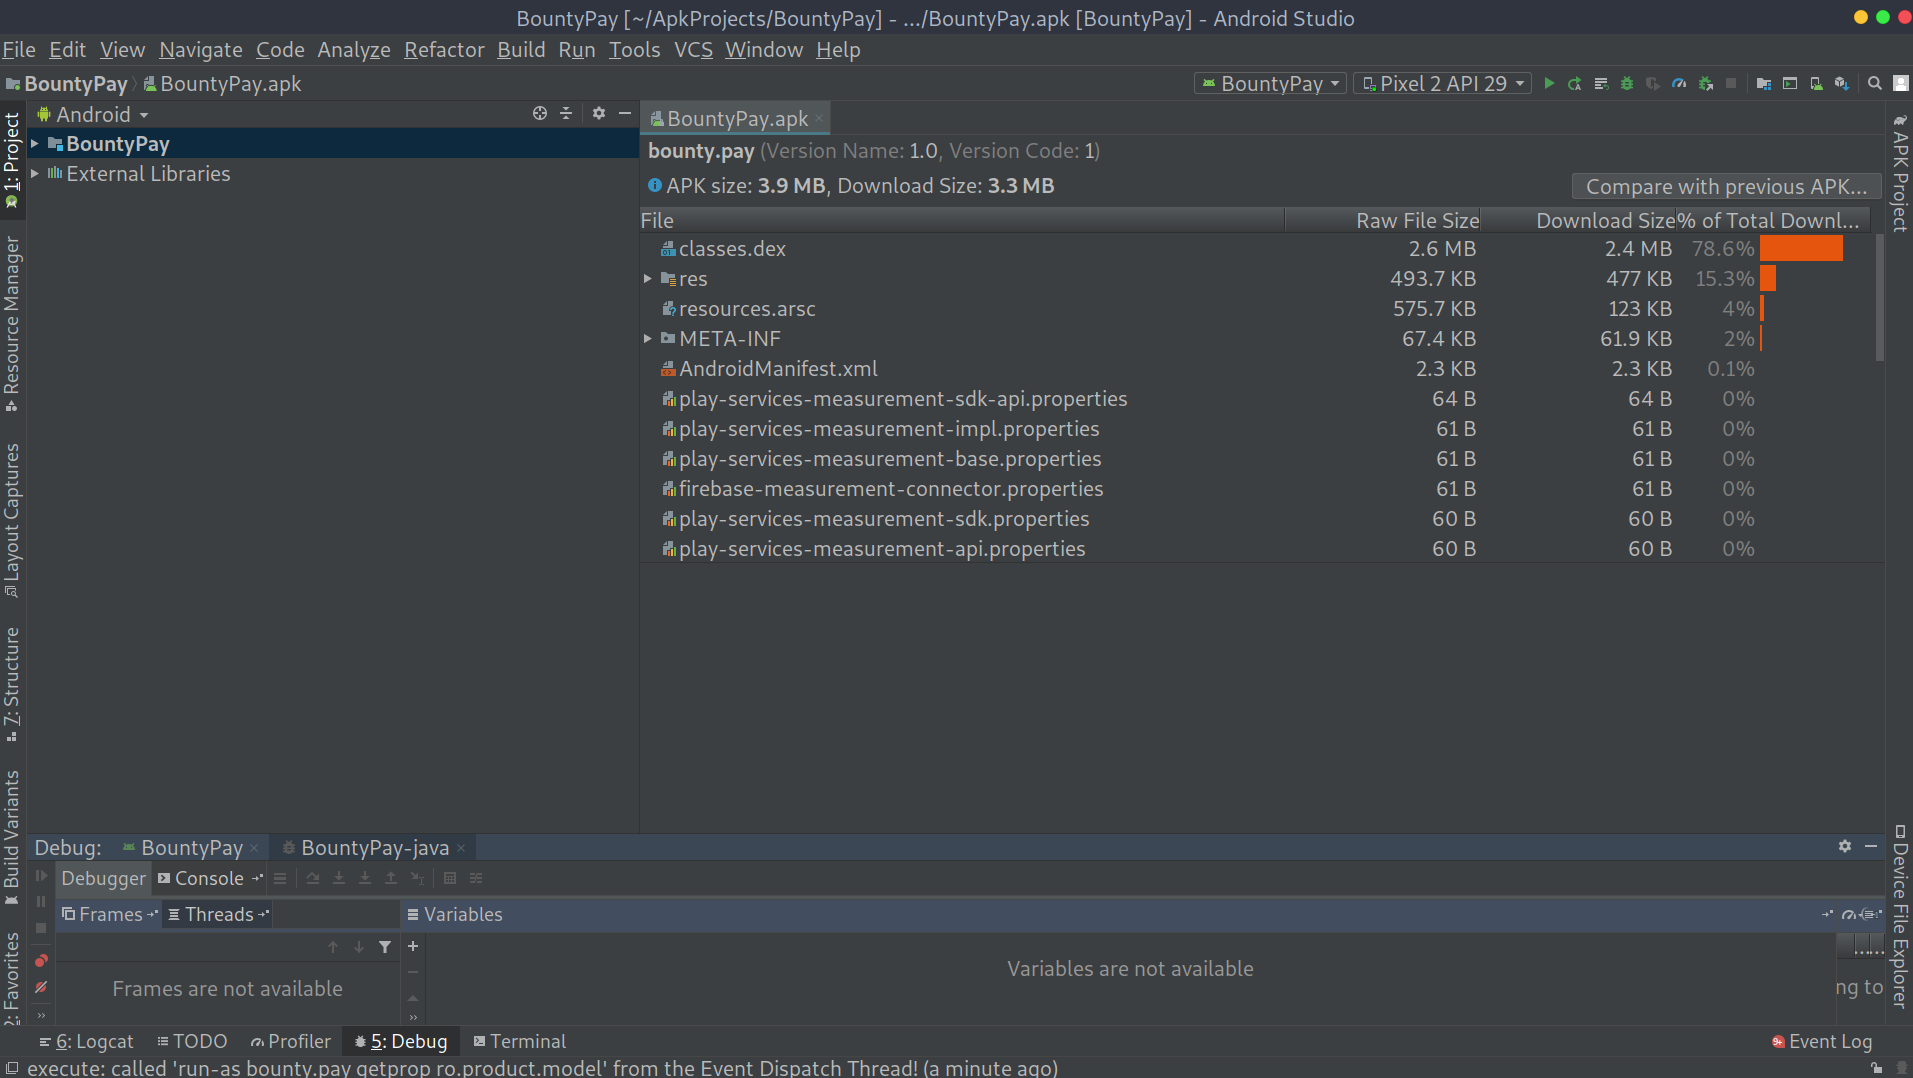 BountyPay [~/ApkProjects/BountyPay] - .../BountyPay.apk [BountyPay] - Android Studio
File Edit View Navigate Code Analyze Refactor Build Run Tools VCS Window Help
BountyPay BountyPay.apk BountyPay Pixel 2 API 29
Android
BountyPay
External Libraries
1: Project
Resource Manager
Layout Captures
7: Structure
Build Variants
2: Favorites
BountyPay.apk
bounty.pay (Version Name: 1.0, Version Code: 1)
APK size: 3.9 MB, Download Size: 3.3 MB
Compare with previous APK...
File Raw File Size Download Size % of Total Downl...
classes.dex 2.6 MB 2.4 MB 78.6%
res 493.7 KB 477 KB 15.3%
resources.arsc 575.7 KB 123 KB 4%
META-INF 67.4 KB 61.9 KB 2%
AndroidManifest.xml 2.3 KB 2.3 KB 0.1%
play-services-measurement-sdk-api.properties 64 B 64 B 0%
play-services-measurement-impl.properties 61 B 61 B 0%
play-services-measurement-base.properties 61 B 61 B 0%
firebase-measurement-connector.properties 61 B 61 B 0%
play-services-measurement-sdk.properties 60 B 60 B 0%
play-services-measurement-api.properties 60 B 60 B 0%
APK Project
Device File Explorer
Debug: BountyPay BountyPay-java
Debugger Console
Frames Threads Variables
Frames are not available
Variables are not available
ng to
6: Logcat TODO Profiler 5: Debug Terminal 9+ Event Log
execute: called 'run-as bounty.pay getprop ro.product.model' from the Event Dispatch Thread! (a minute ago)